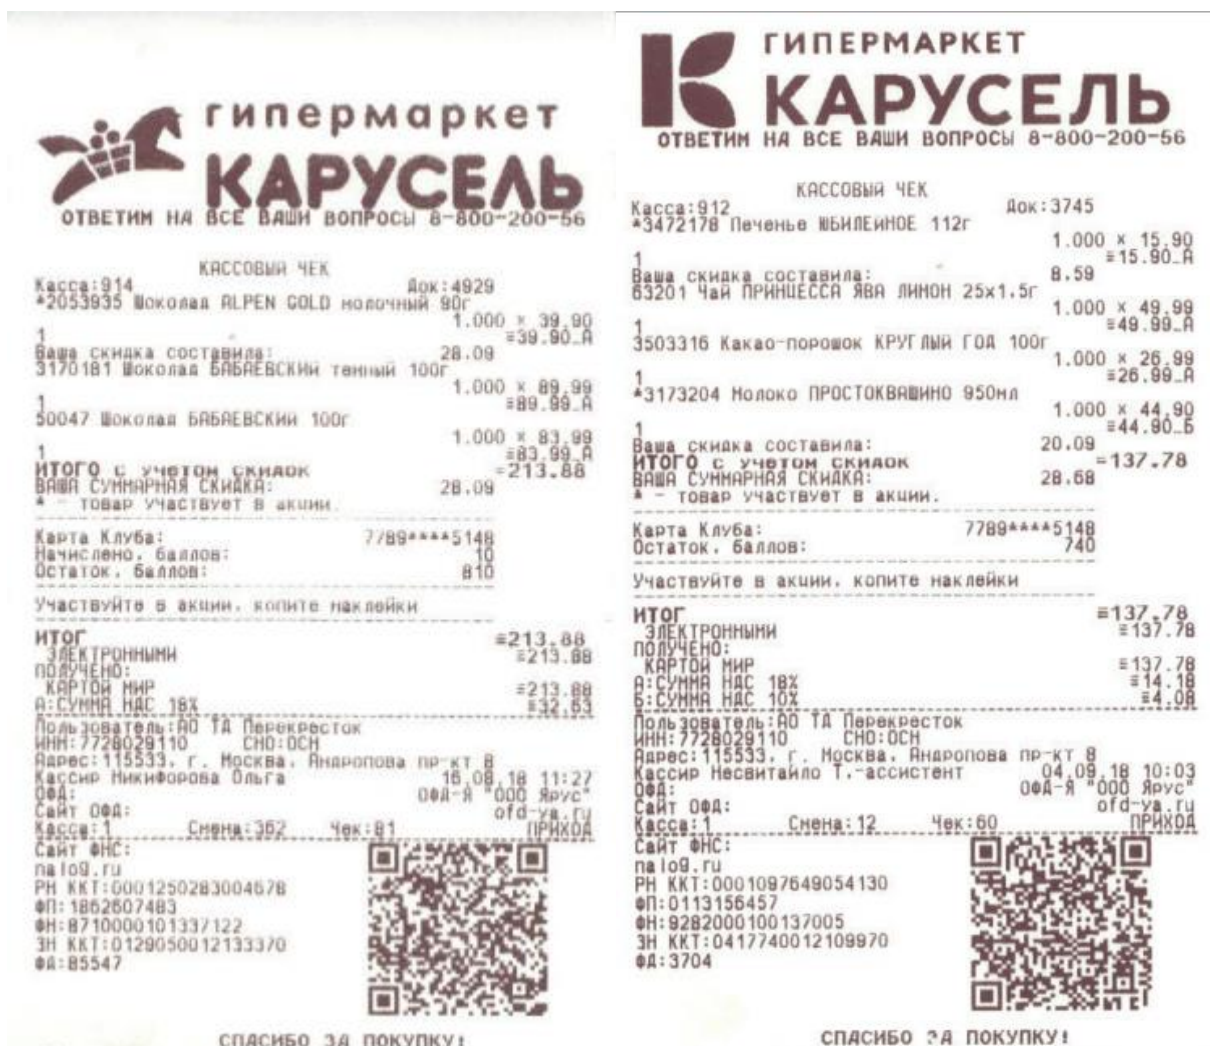 гипермаркет
КАРУСЕЛЬ
ОТВЕТИМ НА ВСЕ ВАШИ ВОПРОСЫ 8-800-200-56
КАССОВЫЙ ЧЕК
Касса:914 Док:4929
*2053935 Шоколад ALPEN GOLD молочный 90г
1.000 × 39.90
1 ≡39.90_А
Ваша скидка составила: 28.09
3170181 Шоколад БАБАЕВСКИЙ темный 100г
1.000 × 89.99
1 ≡89.99_А
50047 Шоколад БАБАЕВСКИЙ 100г
1.000 × 83.99
1 ≡83.99_А
ИТОГО с учетом скидок =213.88
ВАША СУММАРНАЯ СКИДКА: 28.09
* - товар участвует в акции.
Карта Клуба: 7789****5148
Начислено, баллов: 10
Остаток, баллов: 810
Участвуйте в акции, копите наклейки
ИТОГ ≡213.88
ЭЛЕКТРОННЫМИ ≡213.88
ПОЛУЧЕНО:
КАРТОЙ МИР ≡213.88
А:СУММА НДС 18% ≡32.63
Пользователь:АО ТД Перекресток
ИНН:7728029110 СНО:ОСН
Адрес:115533, г. Москва, Андропова пр-кт 8
Кассир Никифорова Ольга 16.08.18 11:27
ОФД: ОФД-Я "ООО Ярус"
Сайт ОФД: ofd-ya.ru
Касса:1 Смена:362 Чек:81 ПРИХОД
Сайт ФНС:
nalog.ru
РН ККТ:0001250283004678
ФП:1862607483
ФН:8710000101337122
ЗН ККТ:0129050012133370
ФД:85547
СПАСИБО ЗА ПОКУПКУ!
ГИПЕРМАРКЕТ
КАРУСЕЛЬ
ОТВЕТИМ НА ВСЕ ВАШИ ВОПРОСЫ 8-800-200-56
КАССОВЫЙ ЧЕК
Касса:912 Док:3745
*3472178 Печенье ЮБИЛЕЙНОЕ 112г
1.000 × 15.90
1 ≡15.90_А
Ваша скидка составила: 8.59
63201 Чай ПРИНЦЕССА ЯВА ЛИМОН 25x1.5г
1.000 × 49.99
1 ≡49.99_А
3503316 Какао-порошок КРУГЛЫЙ ГОД 100г
1.000 × 26.99
1 ≡26.99_А
*3173204 Молоко ПРОСТОКВАШИНО 950мл
1.000 × 44.90
1 ≡44.90_Б
Ваша скидка составила: 20.09
ИТОГО с учетом скидок =137.78
ВАША СУММАРНАЯ СКИДКА: 28.68
* - товар участвует в акции.
Карта Клуба: 7789****5148
Остаток, баллов: 740
Участвуйте в акции, копите наклейки
ИТОГ ≡137.78
ЭЛЕКТРОННЫМИ ≡137.78
ПОЛУЧЕНО:
КАРТОЙ МИР ≡137.78
А:СУММА НДС 18% ≡14.18
Б:СУММА НДС 10% ≡4.08
Пользователь:АО ТД Перекресток
ИНН:7728029110 СНО:ОСН
Адрес:115533, г. Москва, Андропова пр-кт 8
Кассир Несвитайло Т.-ассистент 04.09.18 10:03
ОФД: ОФД-Я "ООО Ярус"
Сайт ОФД: ofd-ya.ru
Касса:1 Смена:12 Чек:60 ПРИХОД
Сайт ФНС:
nalog.ru
РН ККТ:0001097649054130
ФП:0113156457
ФН:9282000100137005
ЗН ККТ:0417740012109970
ФД:3704
СПАСИБО ЗА ПОКУПКУ!